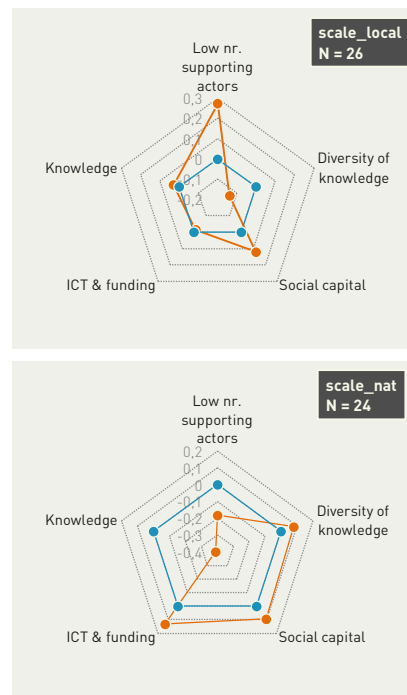 scale_local
N = 26
Low nr.
supporting
actors
0,3
0,2
0,1
0
-0,1
-0,2
Knowledge
Diversity of
knowledge
ICT & funding
Social capital
scale_nat
N = 24
Low nr.
supporting
actors
0,2
0,1
0
-0,1
-0,2
-0,3
-0,4
Knowledge
Diversity of
knowledge
ICT & funding
Social capital